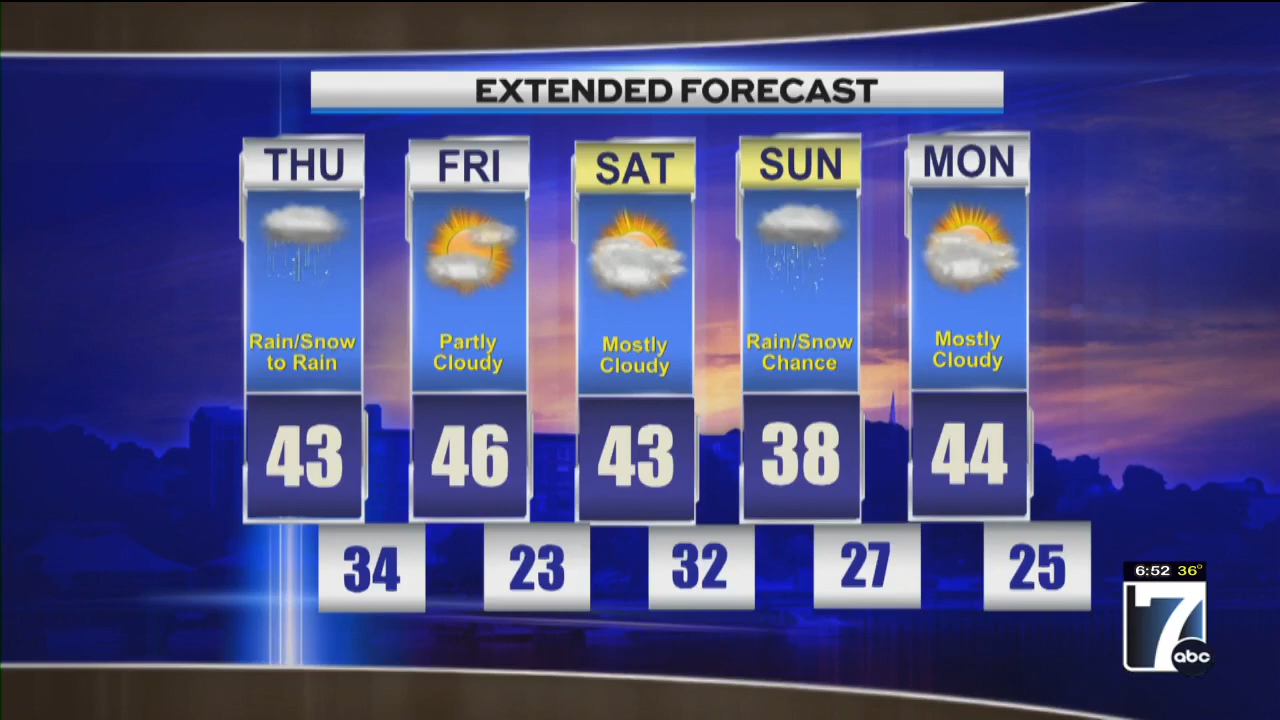 EXTENDED FORECAST
THU FRI SAT SUN MON
Rain/Snow
to Rain
Partly
Cloudy
Mostly
Cloudy
Rain/Snow
Chance
Mostly
Cloudy
43 46 43 38 44
34 23 32 27 25
6:52 36°
7
abc